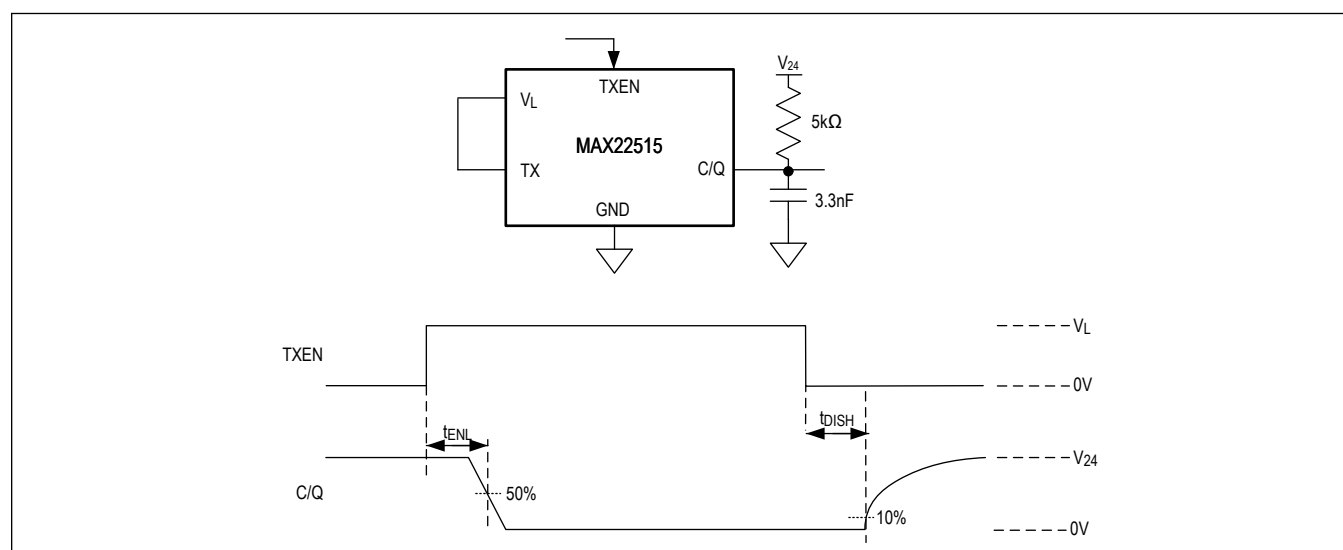 V24
TXEN
VL
5kΩ
MAX22515
TX
C/Q
3.3nF
GND
VL
TXEN
0V
tDISH
tENL
V24
C/Q
50%
10%
0V